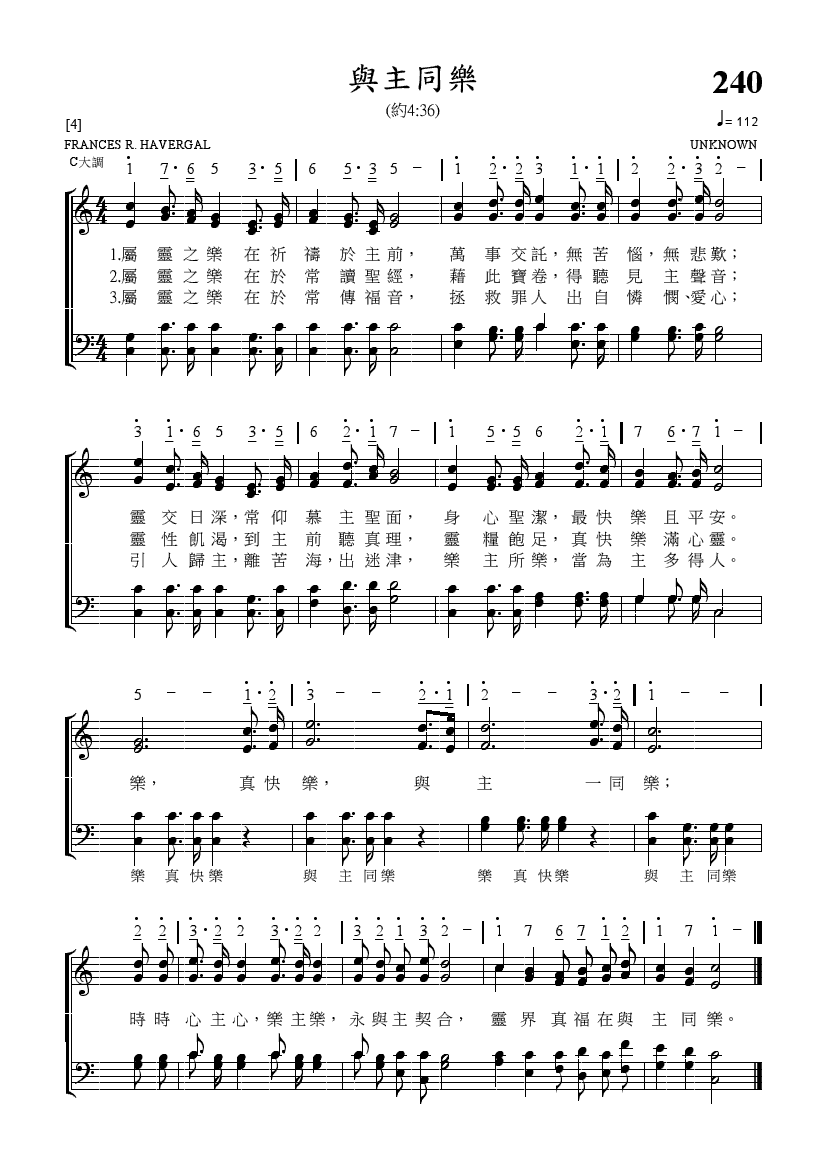 與主同樂
240
(約4:36)
[4]
♩= 112
FRANCES R. HAVERGAL
UNKNOWN
C大調
1 7·6 5 3·5 | 6 5·3 5 – | 1 2·2 3 1·1 | 2 2·3 2 – |
1.屬靈之樂在祈禱於主前，萬事交託，無苦惱，無悲歎；
2.屬靈之樂在於常讀聖經，藉此寶卷，得聽見主聲音；
3.屬靈之樂在於常傳福音，拯救罪人出自憐憫、愛心；
3 1·6 5 3·5 | 6 2·1 7 – | 1 5·5 6 2·1 | 7 6·7 1 – |
靈交日深，常仰慕主聖面，身心聖潔，最快樂且平安。
靈性飢渴，到主前聽真理，靈糧飽足，真快樂滿心靈。
引人歸主，離苦海，出迷津，樂主所樂，當為主多得人。
5 – – 1·2 | 3 – – 2·1 | 2 – – 3·2 | 1 – – |
樂，真快樂，與主一同樂；
樂真快樂 與主同樂 樂真快樂 與主同樂
2 2 | 3·2 2 3·2 2 | 3 2 1 3 2 – | 1 7 6 7 1 2 | 1 7 1 – |
時時心主心，樂主樂，永與主契合，靈界真福在與主同樂。